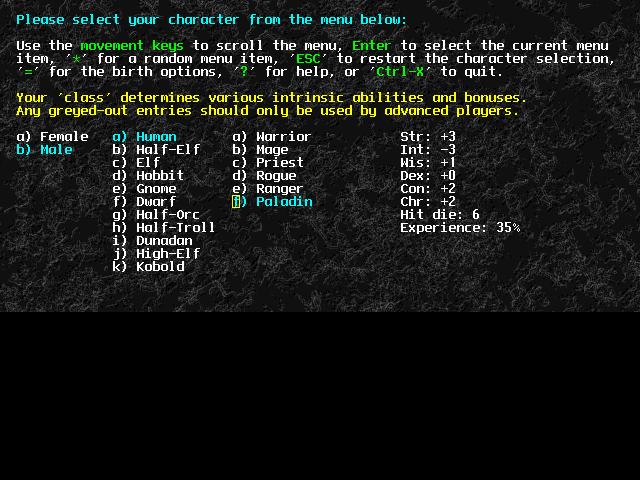 Please select your character from the menu below:
Use the movement keys to scroll the menu, Enter to select the current menu
item, '*' for a random menu item, 'ESC' to restart the character selection,
'=' for the birth options, '?' for help, or 'Ctrl-X' to quit.
Your 'class' determines various intrinsic abilities and bonuses.
Any greyed-out entries should only be used by advanced players.
a) Female a) Human a) Warrior Str: +3
b) Male b) Half-Elf b) Mage Int: -3
c) Elf c) Priest Wis: +1
d) Hobbit d) Rogue Dex: +0
e) Gnome e) Ranger Con: +2
f) Dwarf f) Paladin Chr: +2
g) Half-Orc Hit die: 6
h) Half-Troll Experience: 35%
i) Dunadan
j) High-Elf
k) Kobold